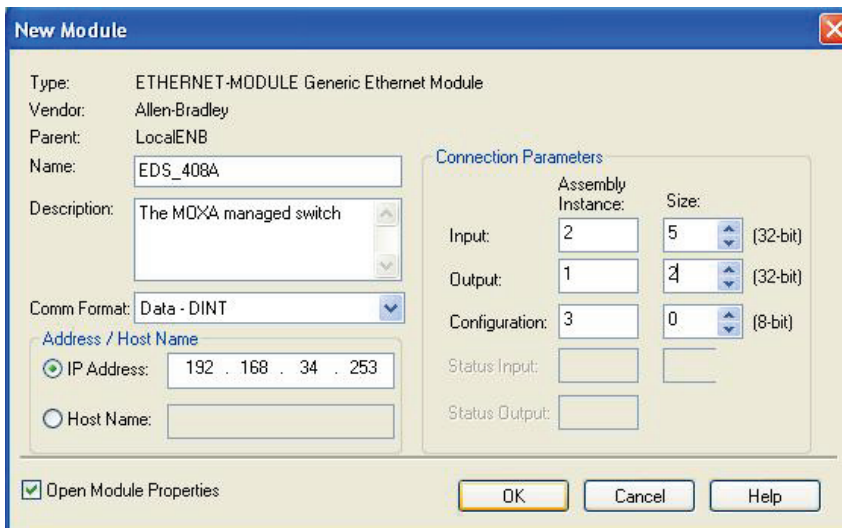 New Module
Type: ETHERNET-MODULE Generic Ethernet Module
Vendor: Allen-Bradley
Parent: LocalENB
Name: EDS_408A
Description: The MOXA managed switch
Comm Format: Data - DINT
Address / Host Name
IP Address: 192 . 168 . 34 . 253
Host Name:
Connection Parameters
Assembly Instance: Size:
Input: 2 5 (32-bit)
Output: 1 2 (32-bit)
Configuration: 3 0 (8-bit)
Status Input:
Status Output:
Open Module Properties
OK Cancel Help